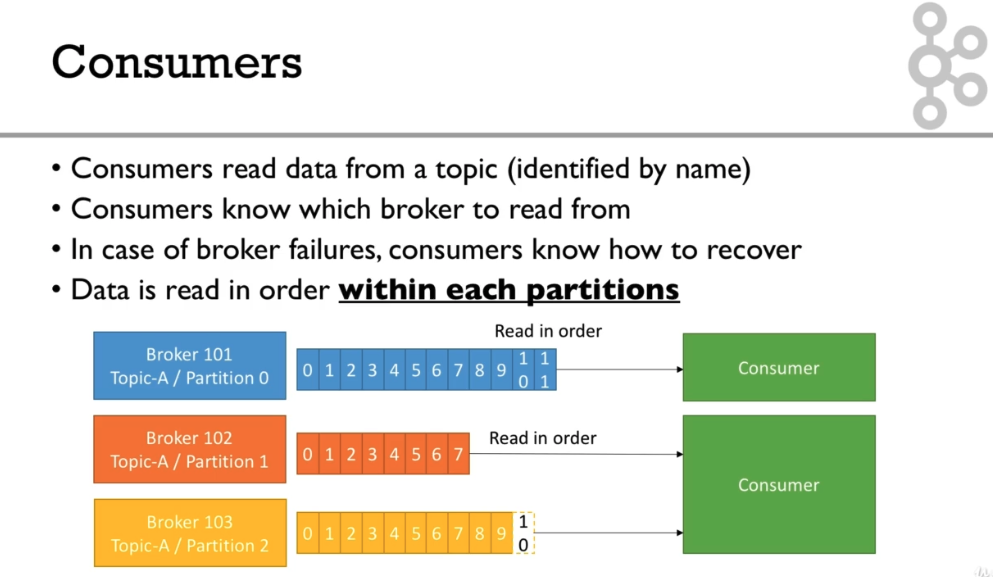 Consumers
• Consumers read data from a topic (identified by name)
• Consumers know which broker to read from
• In case of broker failures, consumers know how to recover
• Data is read in order within each partitions
Read in order
Broker 101
Topic-A / Partition 0
0 1 2 3 4 5 6 7 8 9 10 11
Consumer
Broker 102
Topic-A / Partition 1
0 1 2 3 4 5 6 7
Read in order
Consumer
Broker 103
Topic-A / Partition 2
0 1 2 3 4 5 6 7 8 9 10